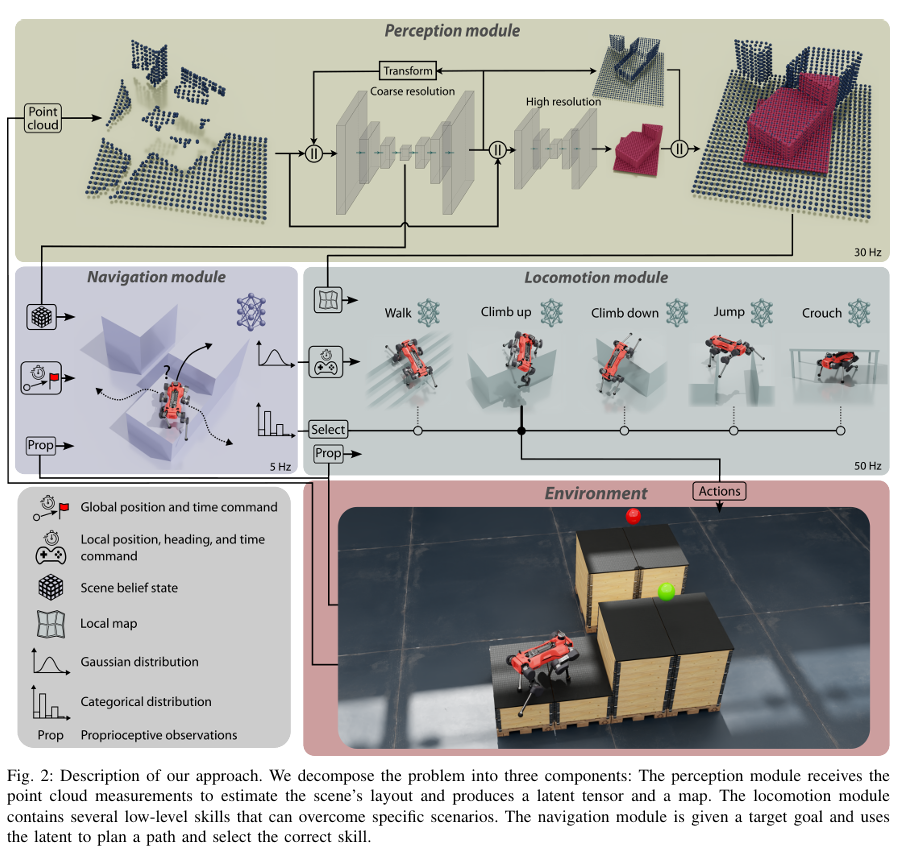 Perception module
Transform
Coarse resolution
Point
cloud
High resolution
30 Hz
Navigation module
?
Prop
5 Hz
Locomotion module
Walk
Climb up
Climb down
Jump
Crouch
Select
Prop
50 Hz
Actions
Environment
Global position and time command
Local position, heading, and time
command
Scene belief state
Local map
Gaussian distribution
Categorical distribution
Prop Proprioceptive observations
Fig. 2: Description of our approach. We decompose the problem into three components: The perception module receives the
point cloud measurements to estimate the scene's layout and produces a latent tensor and a map. The locomotion module
contains several low-level skills that can overcome specific scenarios. The navigation module is given a target goal and uses
the latent to plan a path and select the correct skill.